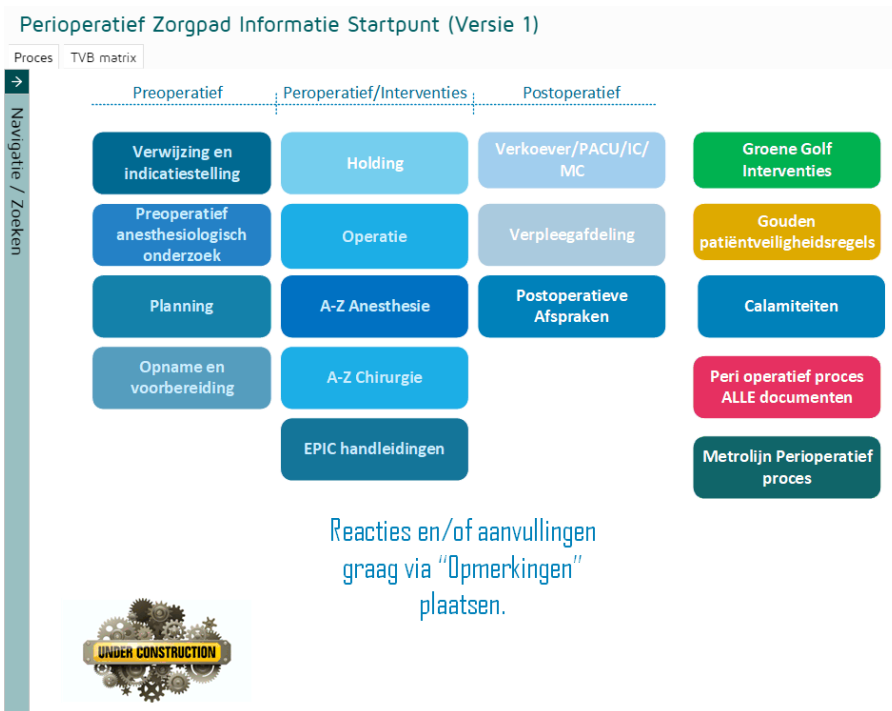 Perioperatief Zorgpad Informatie Startpunt (Versie 1)
Proces
TVB matrix
→
Navigatie / Zoeken
Preoperatief
Peroperatief/Interventies
Postoperatief
Verwijzing en
indicatiestelling
Preoperatief
anesthesiologisch
onderzoek
Planning
Opname en
voorbereiding
Holding
Operatie
A-Z Anesthesie
A-Z Chirurgie
EPIC handleidingen
Verkoever/PACU/IC/
MC
Verpleegafdeling
Postoperatieve
Afspraken
Groene Golf
Interventies
Gouden
patiëntveiligheidsregels
Calamiteiten
Peri operatief proces
ALLE documenten
Metrolijn Perioperatief
proces
Reacties en/of aanvullingen
graag via “Opmerkingen”
plaatsen.
UNDER CONSTRUCTION